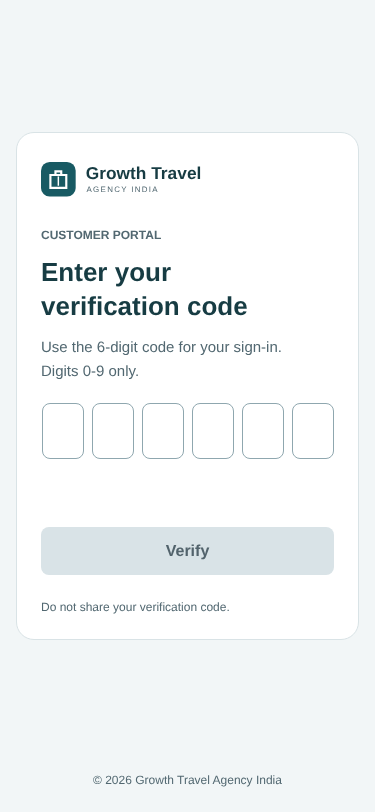 Growth Travel
AGENCY INDIA
CUSTOMER PORTAL
Enter your
verification code
Use the 6-digit code for your sign-in.
Digits 0-9 only.
Verify
Do not share your verification code.
© 2026 Growth Travel Agency India